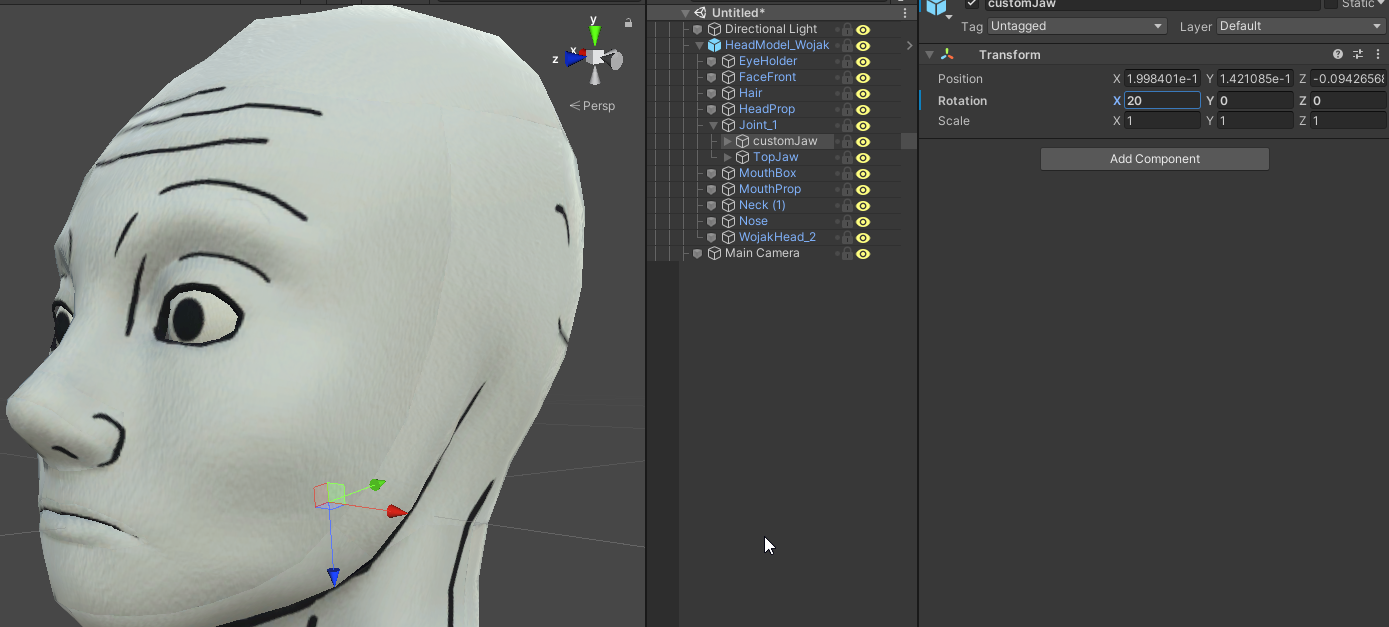 y
x
z
Persp
Untitled*
Directional Light
HeadModel_Wojak
EyeHolder
FaceFront
Hair
HeadProp
Joint_1
customJaw
TopJaw
MouthBox
MouthProp
Neck (1)
Nose
WojakHead_2
Main Camera
customJaw Static
Tag Untagged Layer Default
Transform
Position X 1.998401e-1 Y 1.421085e-1 Z -0.0942656
Rotation X 20 Y 0 Z 0
Scale X 1 Y 1 Z 1
Add Component